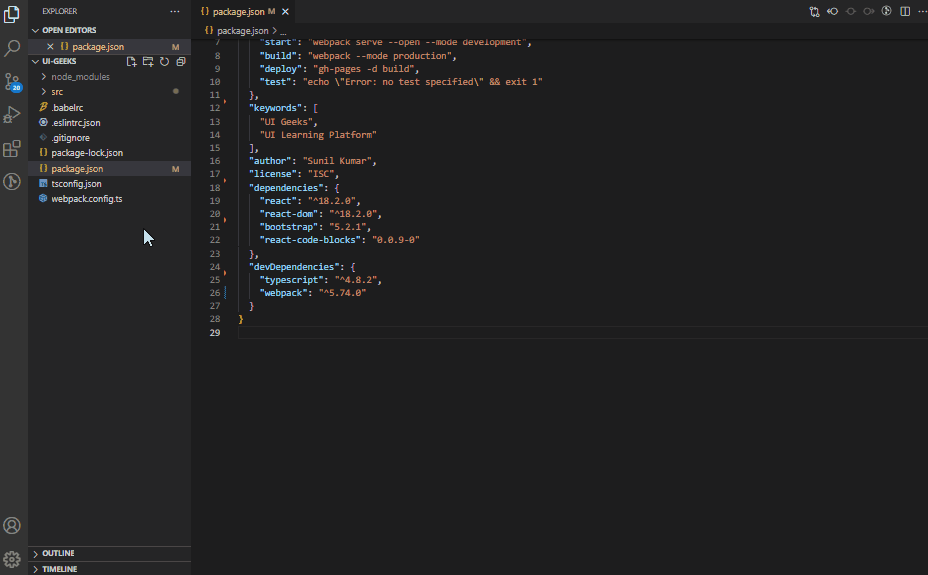 EXPLORER
···
OPEN EDITORS
package.json M
UI-GEEKS
node_modules
src
.babelrc
.eslintrc.json
.gitignore
package-lock.json
package.json M
tsconfig.json
webpack.config.ts
OUTLINE
TIMELINE
20
{} package.json M
{} package.json > ...
7 "start": "webpack serve --open --mode development",
8 "build": "webpack --mode production",
9 "deploy": "gh-pages -d build",
10 "test": "echo \"Error: no test specified\" && exit 1"
11 },
12 "keywords": [
13 "UI Geeks",
14 "UI Learning Platform"
15 ],
16 "author": "Sunil Kumar",
17 "license": "ISC",
18 "dependencies": {
19 "react": "^18.2.0",
20 "react-dom": "^18.2.0",
21 "bootstrap": "5.2.1",
22 "react-code-blocks": "0.0.9-0"
23 },
24 "devDependencies": {
25 "typescript": "^4.8.2",
26 "webpack": "^5.74.0"
27 }
28 }
29